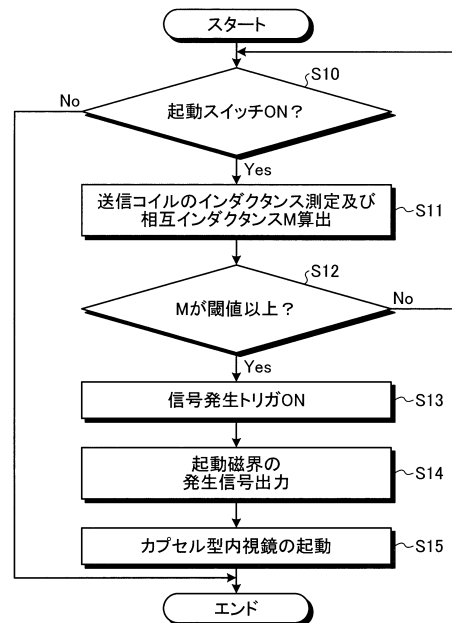 スタート
S10
No
起動スイッチON？
Yes
送信コイルのインダクタンス測定及び
相互インダクタンスM算出
S11
S12
Mが閾値以上？
No
Yes
信号発生トリガON
S13
起動磁界の
発生信号出力
S14
カプセル型内視鏡の起動
S15
エンド